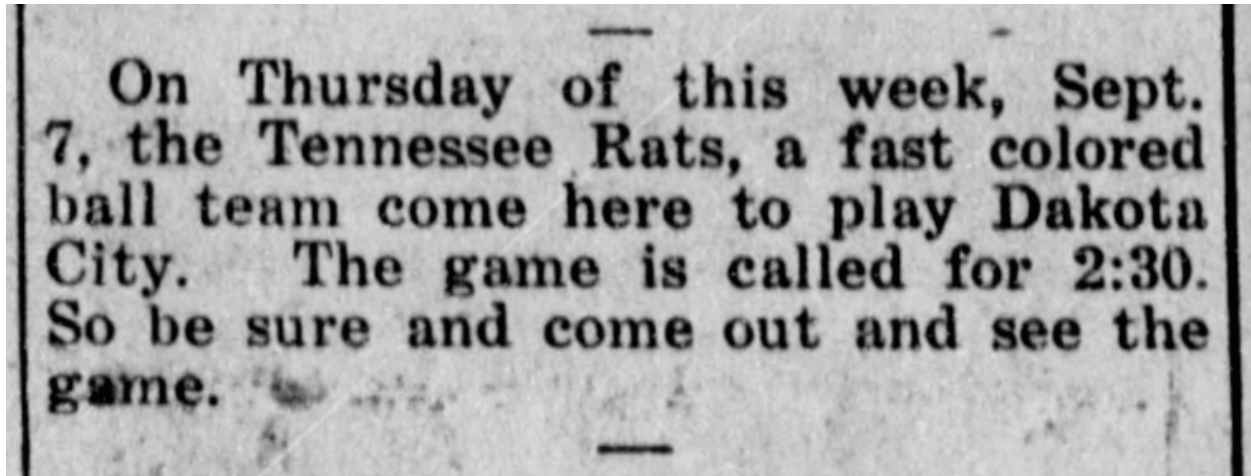 On Thursday of this week, Sept.
7, the Tennessee Rats, a fast colored
ball team come here to play Dakota
City. The game is called for 2:30.
So be sure and come out and see the
game.